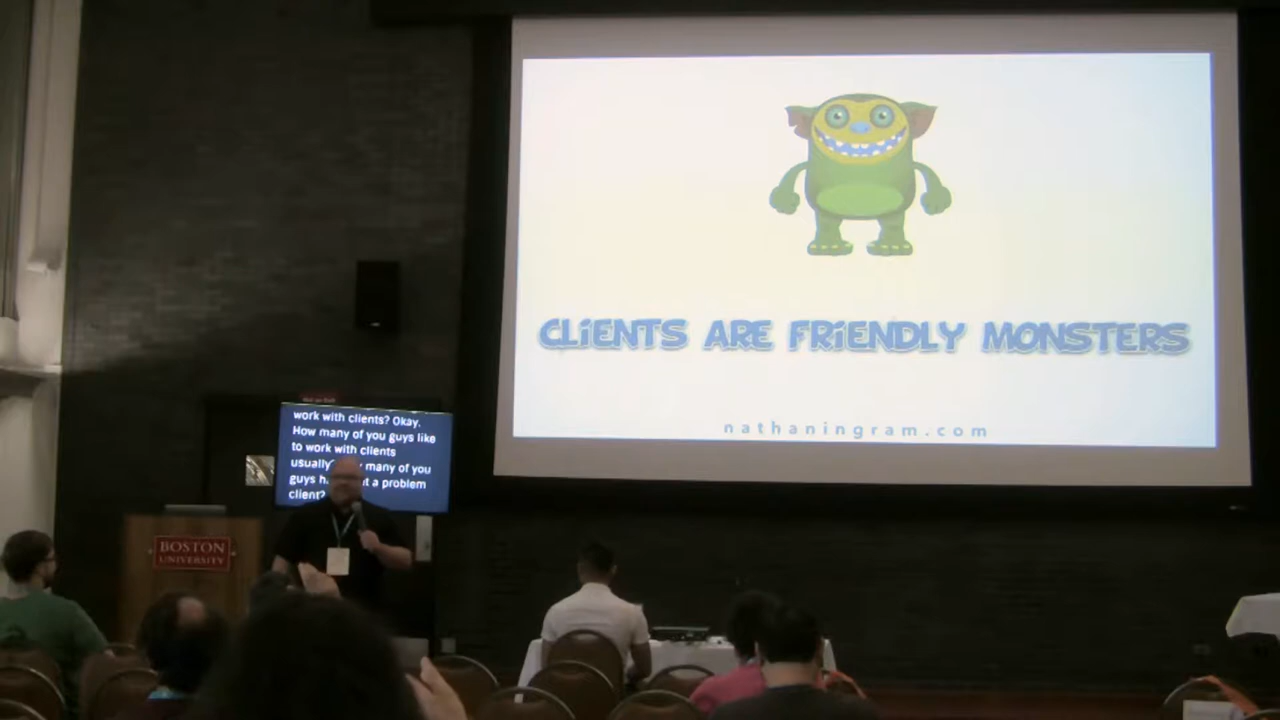 CLIENTS ARE FRIENDLY MONSTERS
nathaningram.com
work with clients? Okay.
How many of you guys like
to work with clients
usually many of you
guys a problem
client?
BOSTON
UNIVERSITY